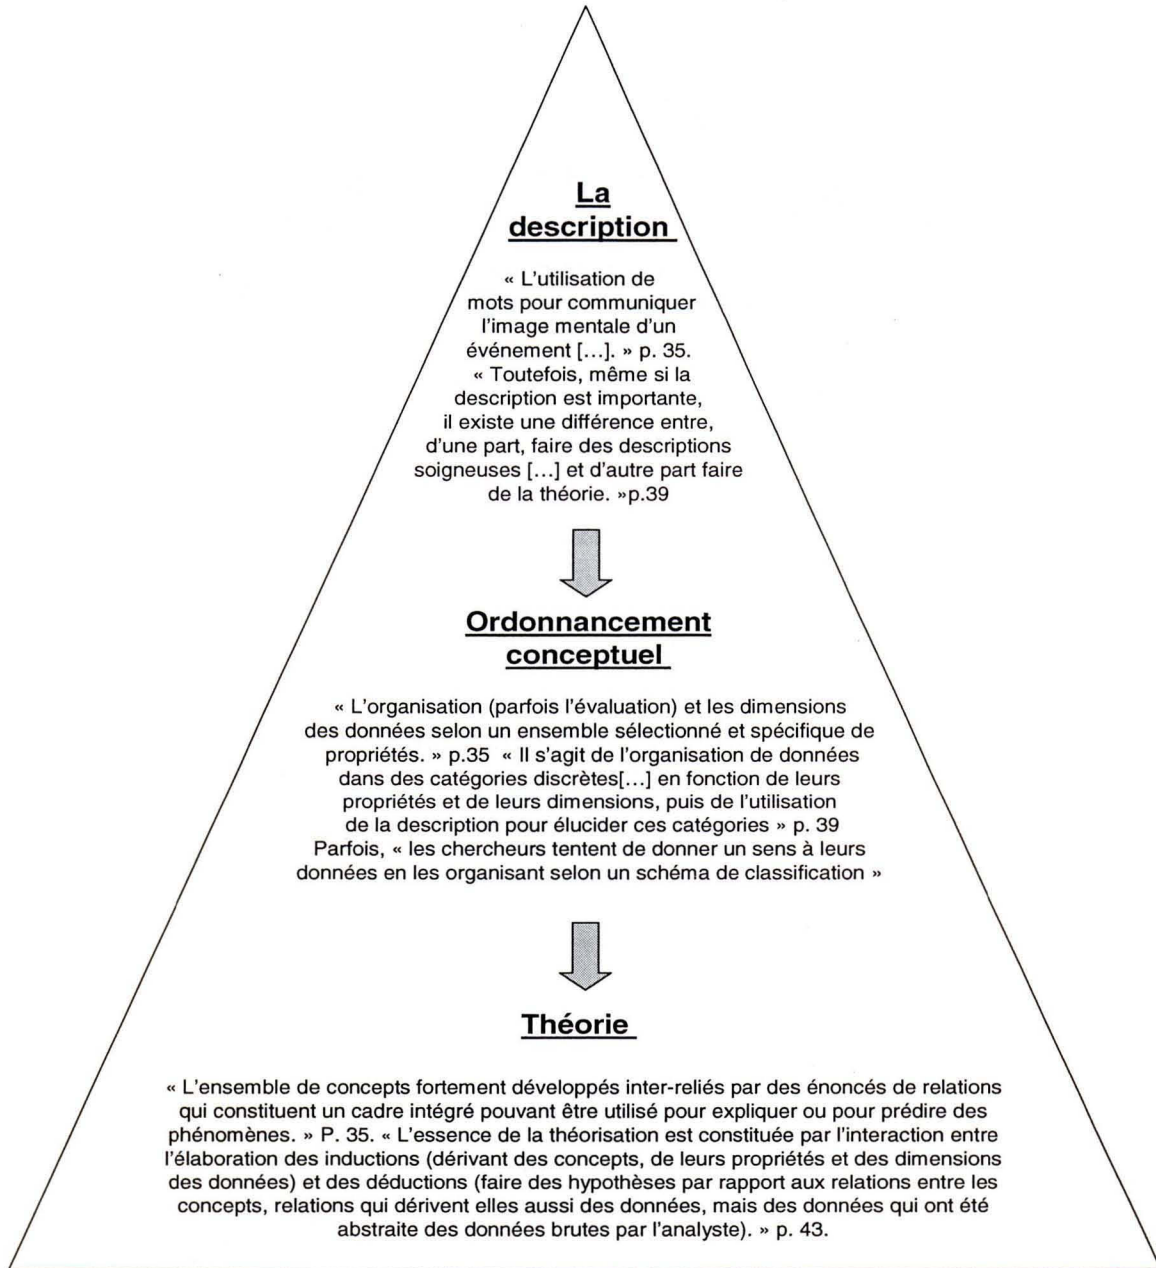 La
description
« L'utilisation de
mots pour communiquer
l'image mentale d'un
événement [...]. » p. 35.
« Toutefois, même si la
description est importante,
il existe une différence entre,
d'une part, faire des descriptions
soigneuses [...] et d'autre part faire
de la théorie. »p.39
Ordonnancement
conceptuel
« L'organisation (parfois l'évaluation) et les dimensions
des données selon un ensemble sélectionné et spécifique de
propriétés. » p.35 « Il s'agit de l'organisation de données
dans des catégories discrètes[...] en fonction de leurs
propriétés et de leurs dimensions, puis de l'utilisation
de la description pour élucider ces catégories » p. 39
Parfois, « les chercheurs tentent de donner un sens à leurs
données en les organisant selon un schéma de classification »
Théorie
« L'ensemble de concepts fortement développés inter-reliés par des énoncés de relations
qui constituent un cadre intégré pouvant être utilisé pour expliquer ou pour prédire des
phénomènes. » P. 35. « L'essence de la théorisation est constituée par l'interaction entre
l'élaboration des inductions (dérivant des concepts, de leurs propriétés et des dimensions
des données) et des déductions (faire des hypothèses par rapport aux relations entre les
concepts, relations qui dérivent elles aussi des données, mais des données qui ont été
abstraite des données brutes par l'analyste). » p. 43.